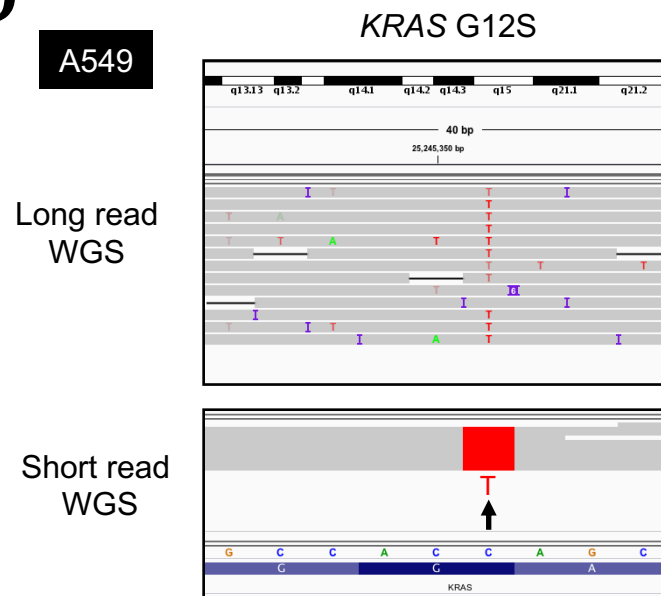 KRAS G12S
A549
q13.13 q13.2 q14.1 q14.2 q14.3 q15 q21.1 q21.2
40 bp
25,245,350 bp
Long read
WGS
I T T I
T
T A T
T
T T A T T
T
T T T
T
T
I I
I T
T I T T
I A T I
Short read
WGS
T
G C C A C C A G C
G G A
KRAS